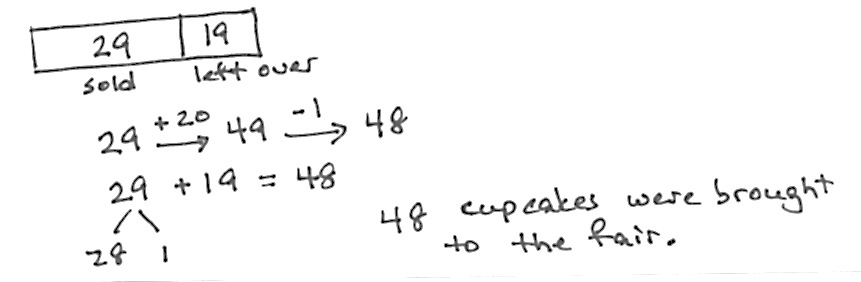 29 19
sold left over
29 +20 → 49 -1 → 48
29 + 19 = 48
28 1
48 cupcakes were brought
to the fair.